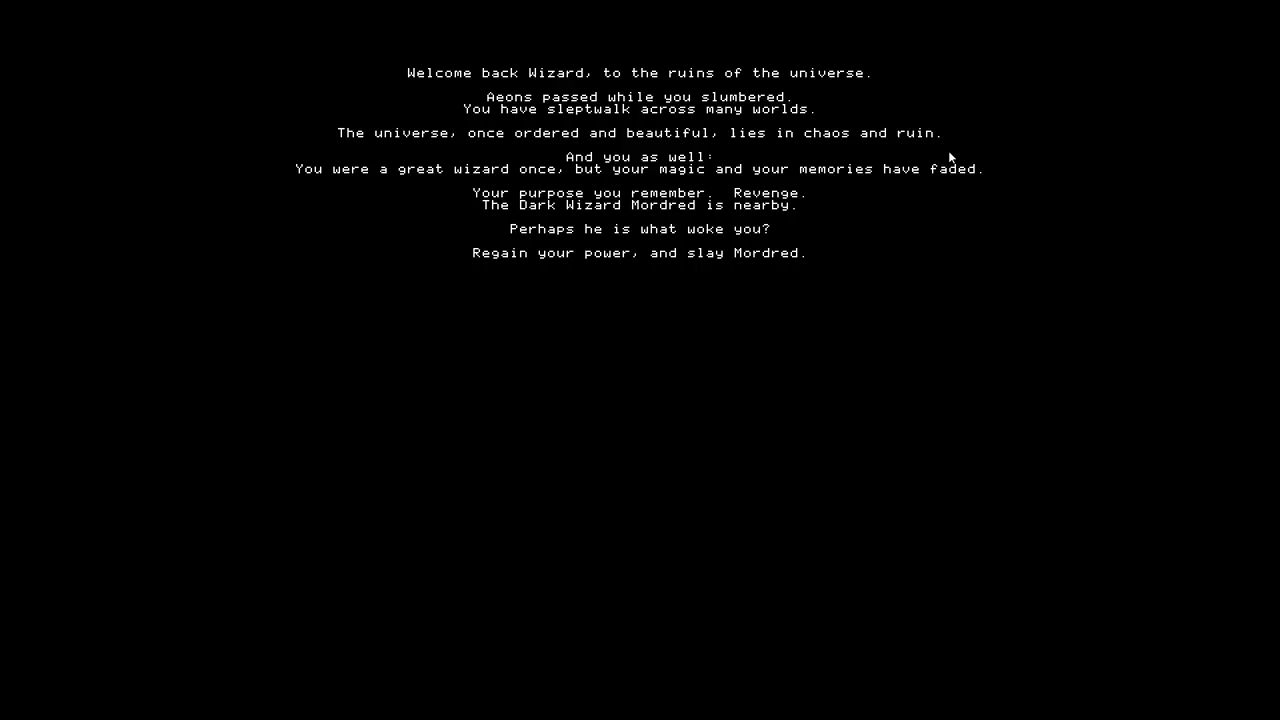 Welcome back Wizard, to the ruins of the universe.
Aeons passed while you slumbered.
You have sleptwalk across many worlds.
The universe, once ordered and beautiful, lies in chaos and ruin.
And you as well:
You were a great wizard once, but your magic and your memories have faded.
Your purpose you remember.  Revenge.
The Dark Wizard Mordred is nearby.
Perhaps he is what woke you?
Regain your power, and slay Mordred.